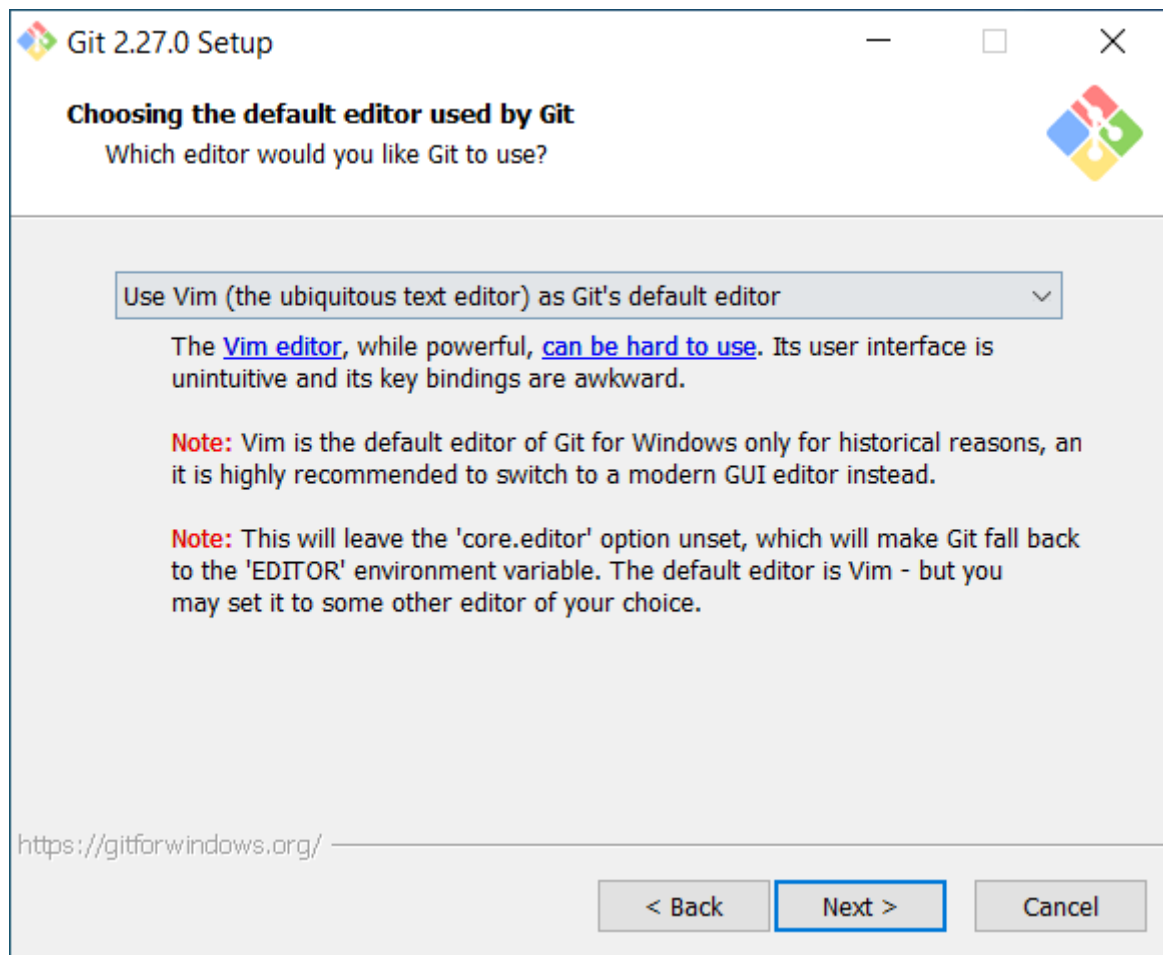 Git 2.27.0 Setup
Choosing the default editor used by Git
Which editor would you like Git to use?
Use Vim (the ubiquitous text editor) as Git's default editor
The Vim editor, while powerful, can be hard to use. Its user interface is
unintuitive and its key bindings are awkward.
Note: Vim is the default editor of Git for Windows only for historical reasons, an
it is highly recommended to switch to a modern GUI editor instead.
Note: This will leave the 'core.editor' option unset, which will make Git fall back
to the 'EDITOR' environment variable. The default editor is Vim - but you
may set it to some other editor of your choice.
https://gitforwindows.org/
< Back Next > Cancel